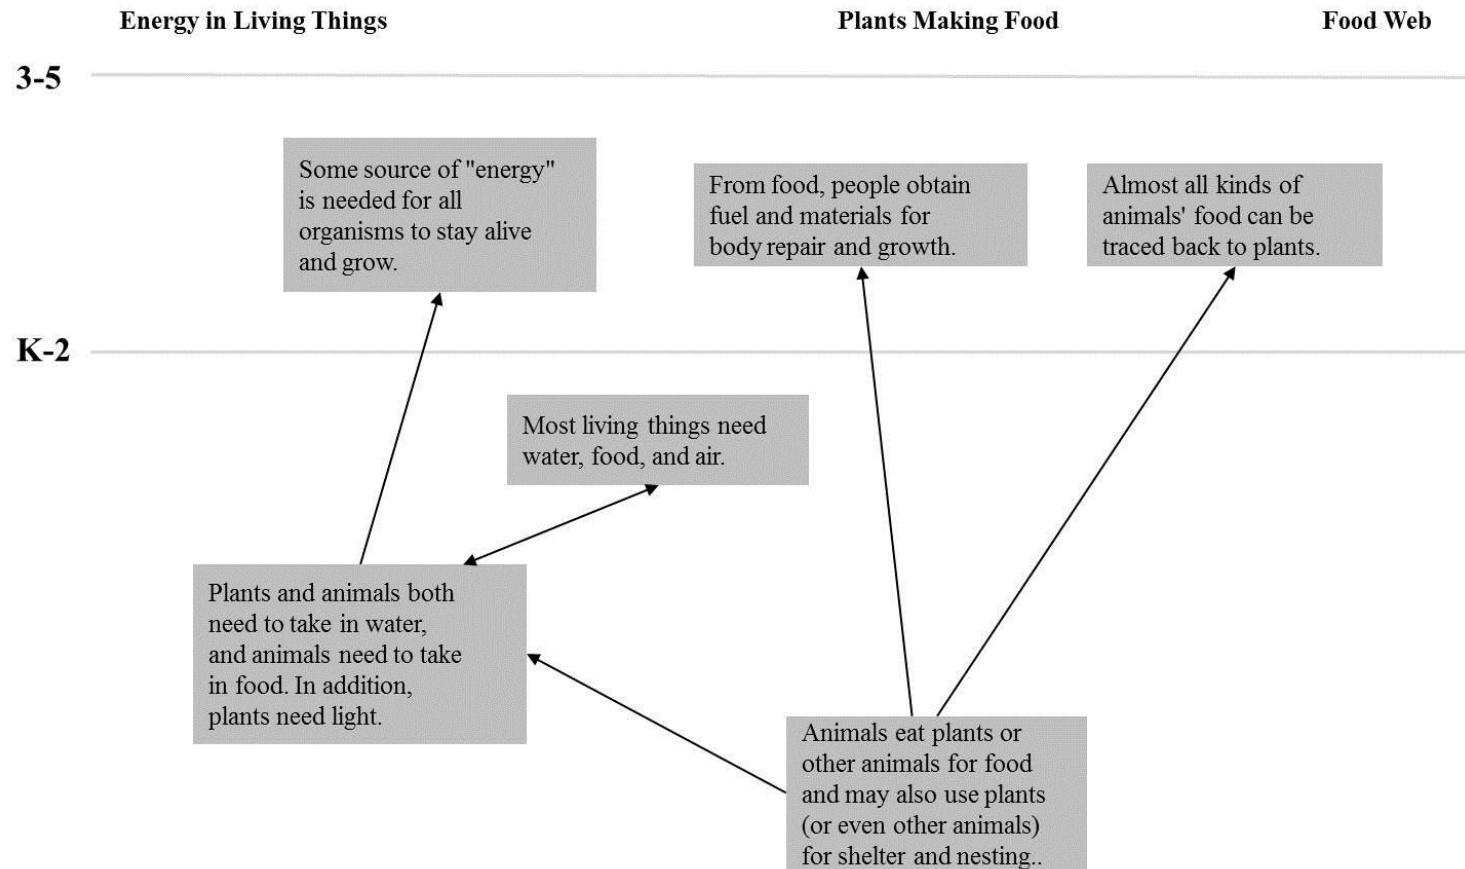 Energy in Living Things
Plants Making Food
Food Web
3-5
Some source of "energy"
is needed for all
organisms to stay alive
and grow.
From food, people obtain
fuel and materials for
body repair and growth.
Almost all kinds of
animals' food can be
traced back to plants.
K-2
Most living things need
water, food, and air.
Plants and animals both
need to take in water,
and animals need to take
in food. In addition,
plants need light.
Animals eat plants or
other animals for food
and may also use plants
(or even other animals)
for shelter and nesting..